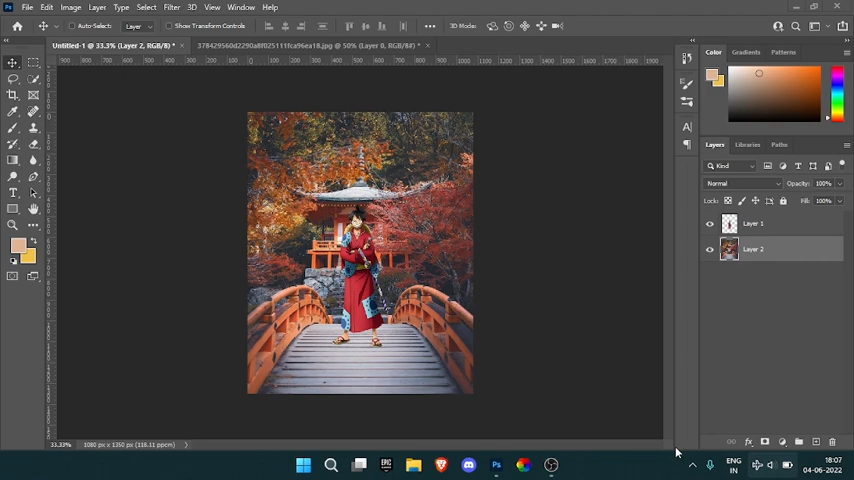 Ps File Edit Image Layer Type Select Filter 3D View Window Help
Auto-Select: Layer Show Transform Controls 3D Mode:
Untitled-1 @ 33.3% (Layer 2, RGB/8) * × 378429560d2290a8f025111fca96ea18.jpg @ 50% (Layer 0, RGB/8#) * ×
Color Gradients Patterns
Layers Libraries Paths
Kind
Normal Opacity: 100%
Lock: Fill: 100%
Layer 1
Layer 2
33.33% 1080 px x 1350 px (118.11 ppcm)
ENG
IN
18:07
04-06-2022